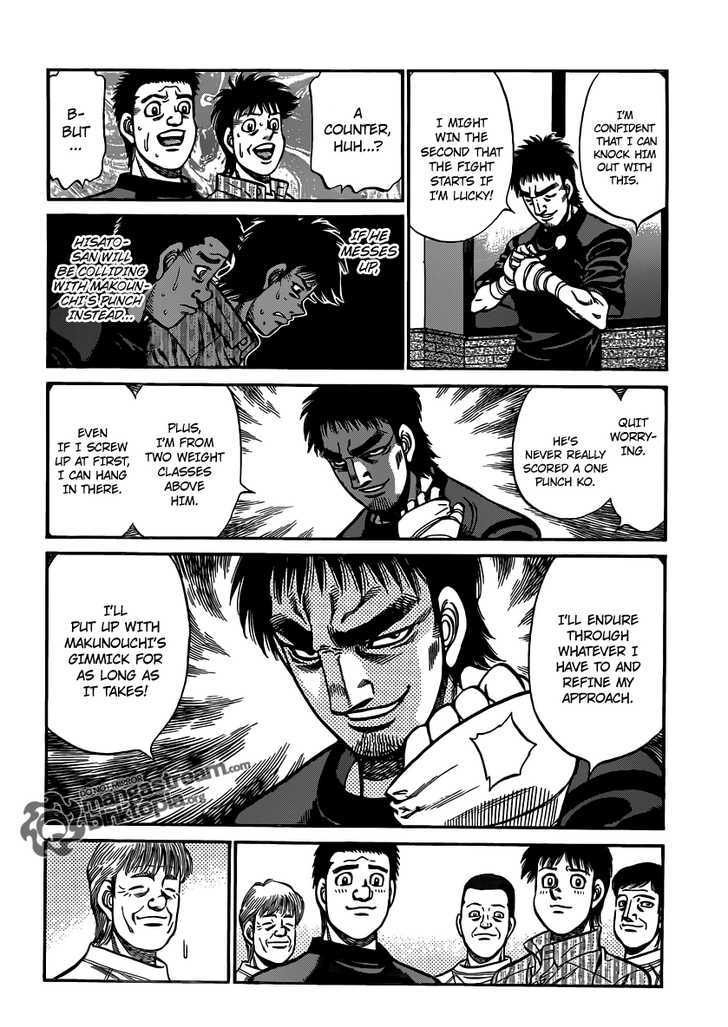 I'M
CONFIDENT
THAT I CAN
KNOCK HIM
OUT WITH
THIS.
I MIGHT
WIN THE
SECOND THAT
THE FIGHT
STARTS IF
I'M LUCKY!
A
COUNTER,
HUH...?
B-
BUT
...
IF HE
MESSES
UP,
HISATO-
SAN WILL
BE COLLIDING
WITH MAKOUN-
CHI'S PUNCH
INSTEAD...
QUIT
WORRY-
ING.
HE'S
NEVER REALLY
SCORED A ONE
PUNCH KO.
PLUS,
I'M FROM
TWO WEIGHT
CLASSES
ABOVE
HIM.
EVEN
IF I SCREW
UP AT FIRST,
I CAN HANG
IN THERE.
I'LL ENDURE
THROUGH
WHATEVER
I HAVE TO AND
REFINE MY
APPROACH.
I'LL
PUT UP WITH
MAKUNOUCHI'S
GIMMICK FOR
AS LONG AS
IT TAKES!
DO NOT MIRROR
mangastream.com
binktopia.org